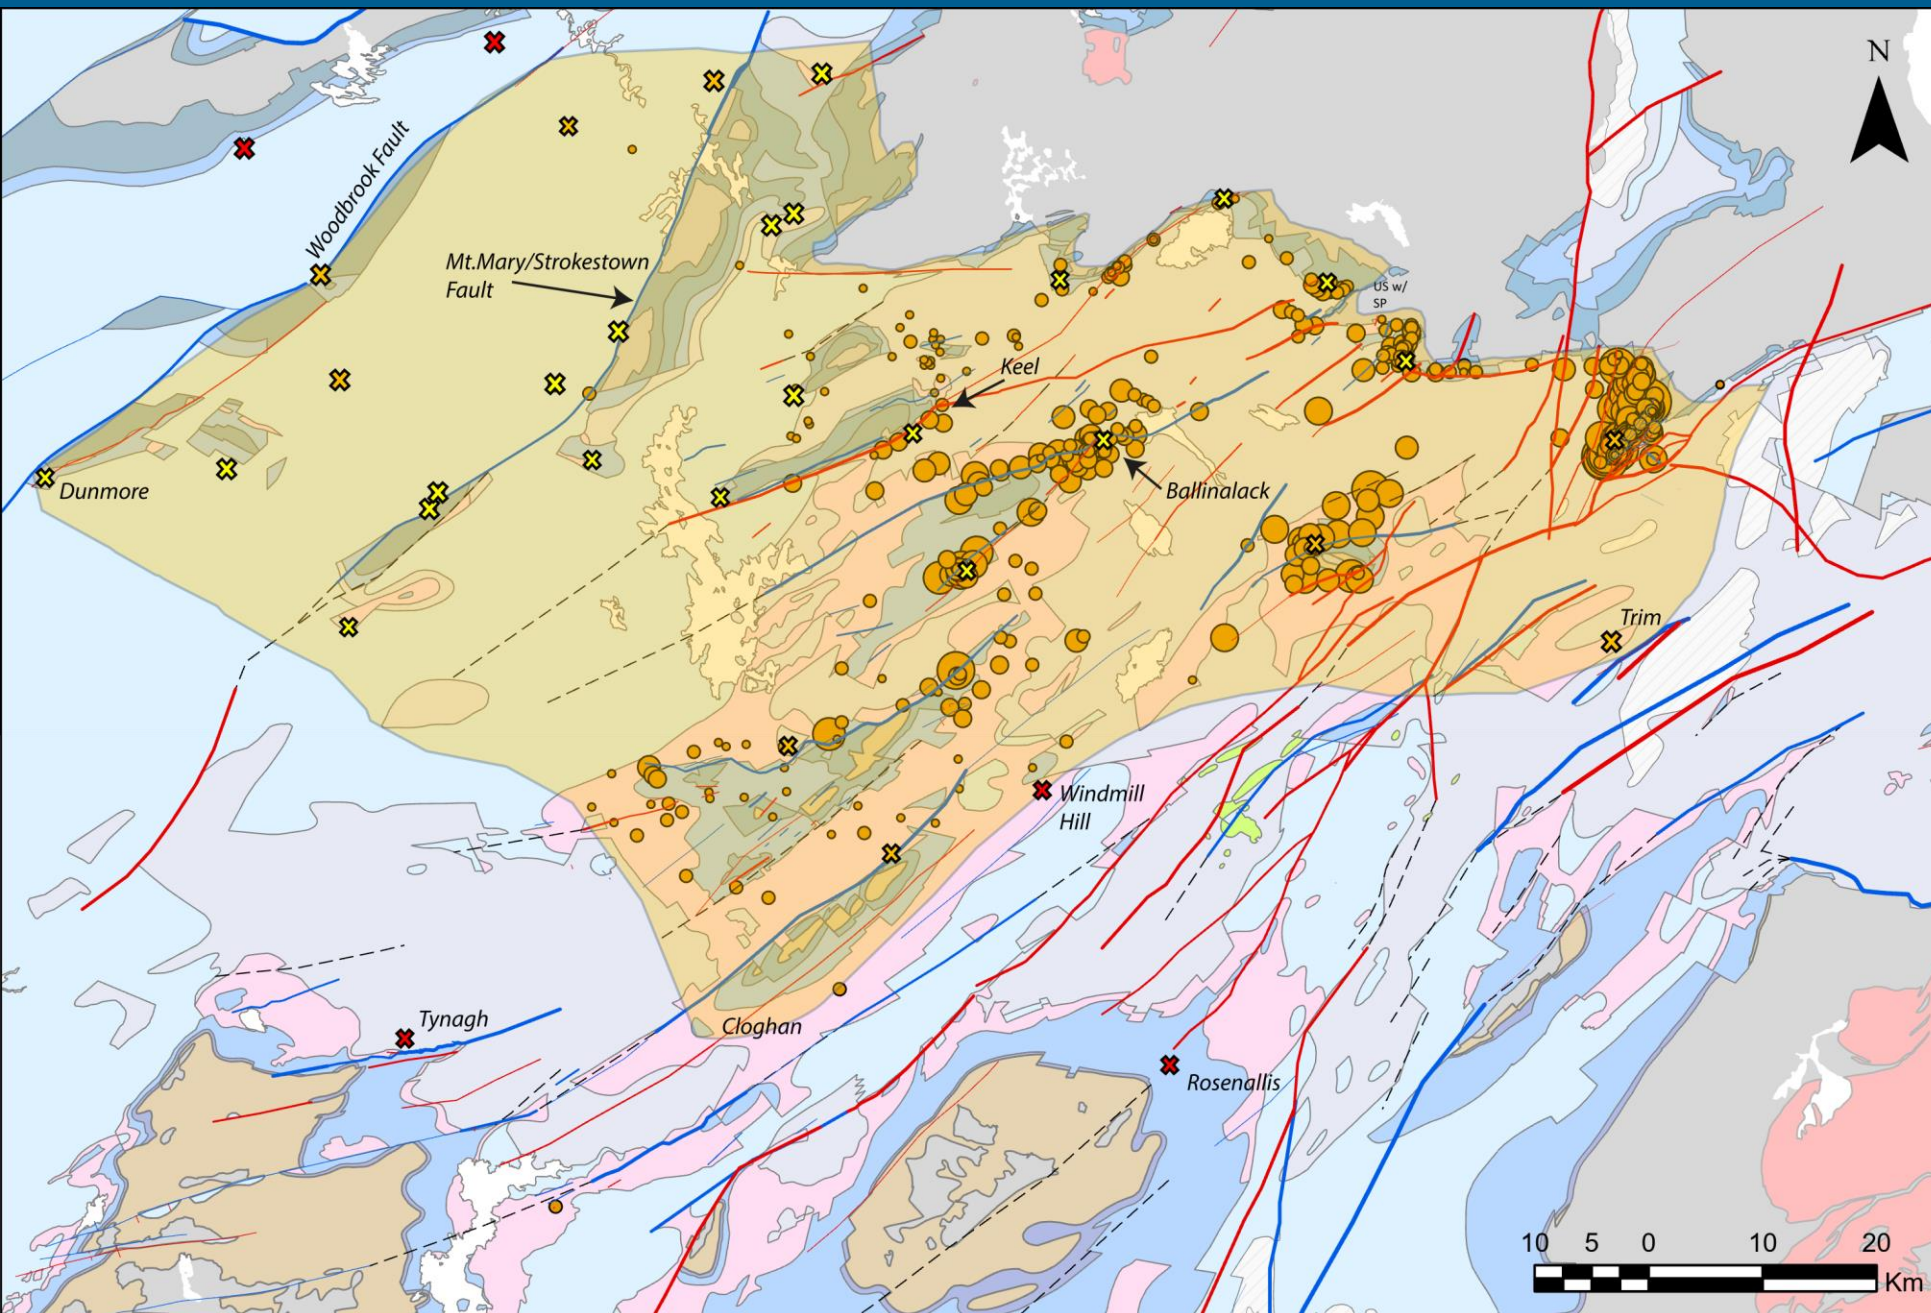 N
Woodbrook Fault
Mt.Mary/Strokestown
Fault
US w/
SP
Keel
Dunmore
Ballinalack
Trim
Windmill
Hill
Tynagh
Cloghan
Rosenallis
10 5 0 10 20
Km